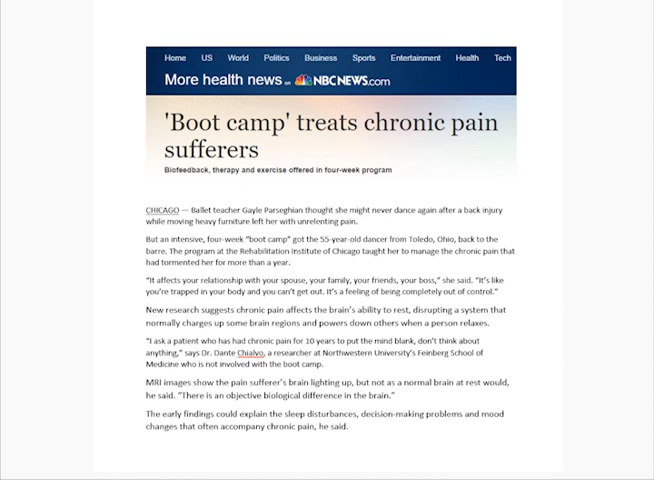 Home US World Politics Business Sports Entertainment Health Tech
More health news on NBCNEWS.com
'Boot camp' treats chronic pain
sufferers
Biofeedback, therapy and exercise offered in four-week program
CHICAGO — Ballet teacher Gayle Parseghian thought she might never dance again after a back injury
while moving heavy furniture left her with unrelenting pain.
But an intensive, four-week “boot camp” got the 55-year-old dancer from Toledo, Ohio, back to the
barre. The program at the Rehabilitation Institute of Chicago taught her to manage the chronic pain that
had tormented her for more than a year.
“It affects your relationship with your spouse, your family, your friends, your boss,” she said. “It’s like
you’re trapped in your body and you can’t get out. It’s a feeling of being completely out of control.”
New research suggests chronic pain affects the brain’s ability to rest, disrupting a system that
normally charges up some brain regions and powers down others when a person relaxes.
“I ask a patient who has had chronic pain for 10 years to put the mind blank, don’t think about
anything,” says Dr. Dante Chialvo, a researcher at Northwestern University’s Feinberg School of
Medicine who is not involved with the boot camp.
MRI images show the pain sufferer’s brain lighting up, but not as a normal brain at rest would,
he said. “There is an objective biological difference in the brain.”
The early findings could explain the sleep disturbances, decision-making problems and mood
changes that often accompany chronic pain, he said.